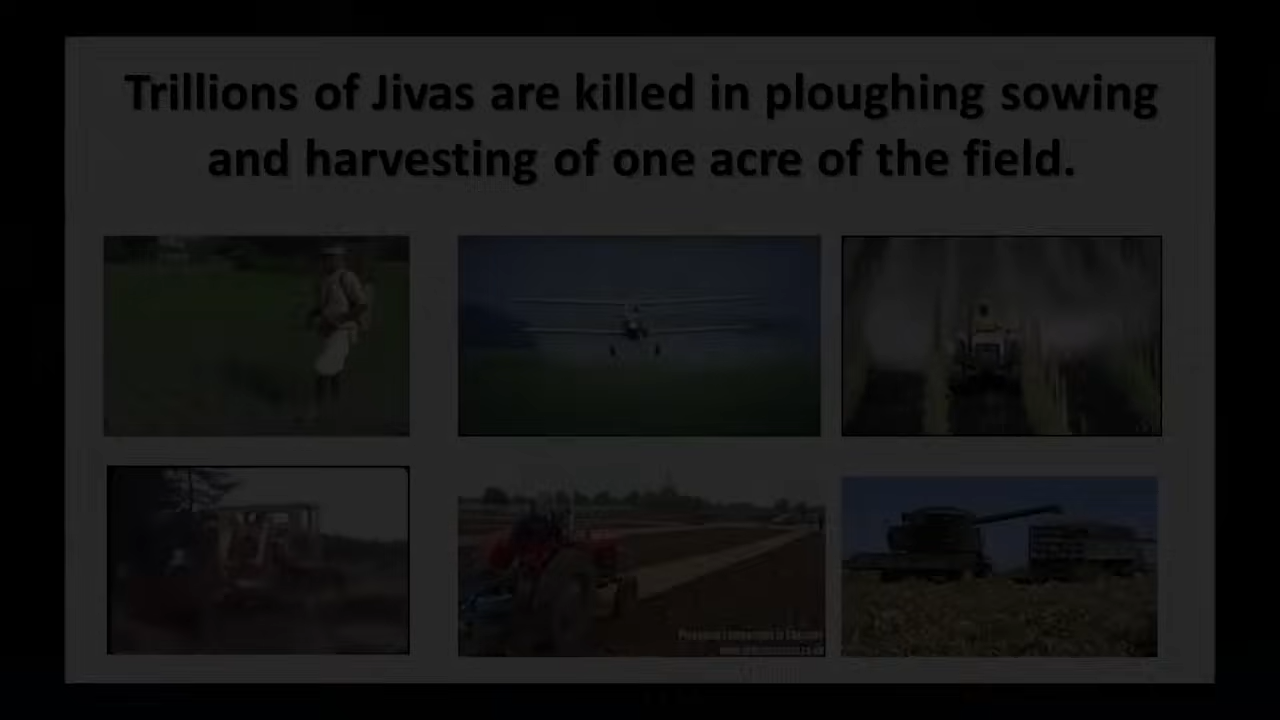 Trillions of Jivas are killed in ploughing sowing
and harvesting of one acre of the field.